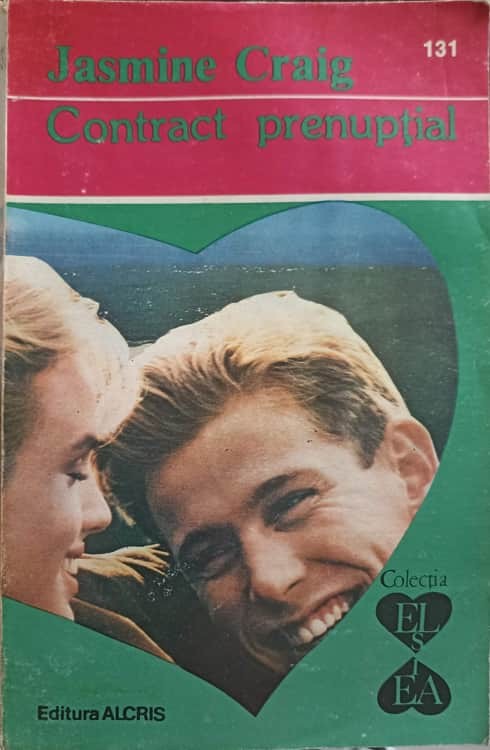 Jasmine Craig
131
Contract prenupțial
Colecția
EL
ȘI
EA
Editura ALCRIS